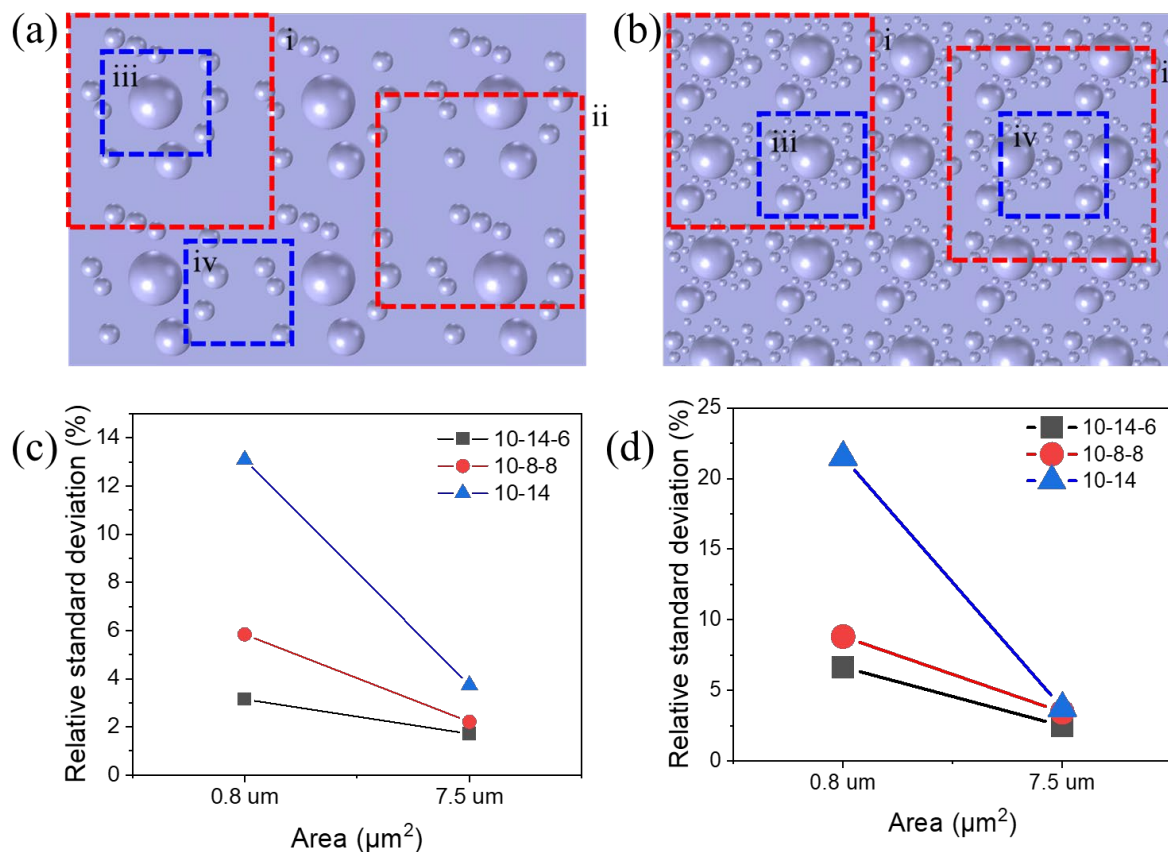 (a)
i
iii
ii
iv
(b)
i
i
iii
iv
(c)
Relative standard deviation (%)
14
12
10
8
6
4
2
0
10-14-6
10-8-8
10-14
0.8 um
7.5 um
Area (µm²)
(d)
Relative standard deviation (%)
25
20
15
10
5
0
10-14-6
10-8-8
10-14
0.8 um
7.5 um
Area (µm²)